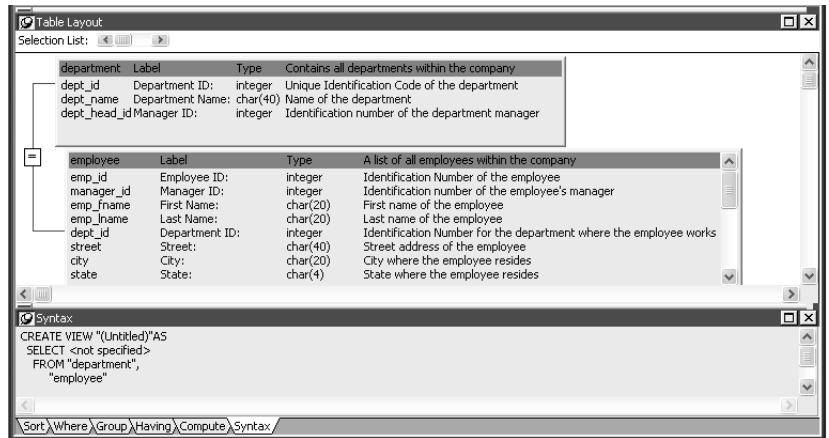 Table Layout
Selection List:
department Label Type Contains all departments within the company
dept_id Department ID: integer Unique Identification Code of the department
dept_name Department Name: char(40) Name of the department
dept_head_id Manager ID: integer Identification number of the department manager
=
employee Label Type A list of all employees within the company
emp_id Employee ID: integer Identification Number of the employee
manager_id Manager ID: integer Identification number of the employee's manager
emp_fname First Name: char(20) First name of the employee
emp_lname Last Name: char(20) Last name of the employee
dept_id Department ID: integer Identification Number for the department where the employee works
street Street: char(40) Street address of the employee
city City: char(20) City where the employee resides
state State: char(4) State where the employee resides
Syntax
CREATE VIEW "(Untitled)"AS
SELECT <not specified>
FROM "department",
"employee"
Sort Where Group Having Compute Syntax